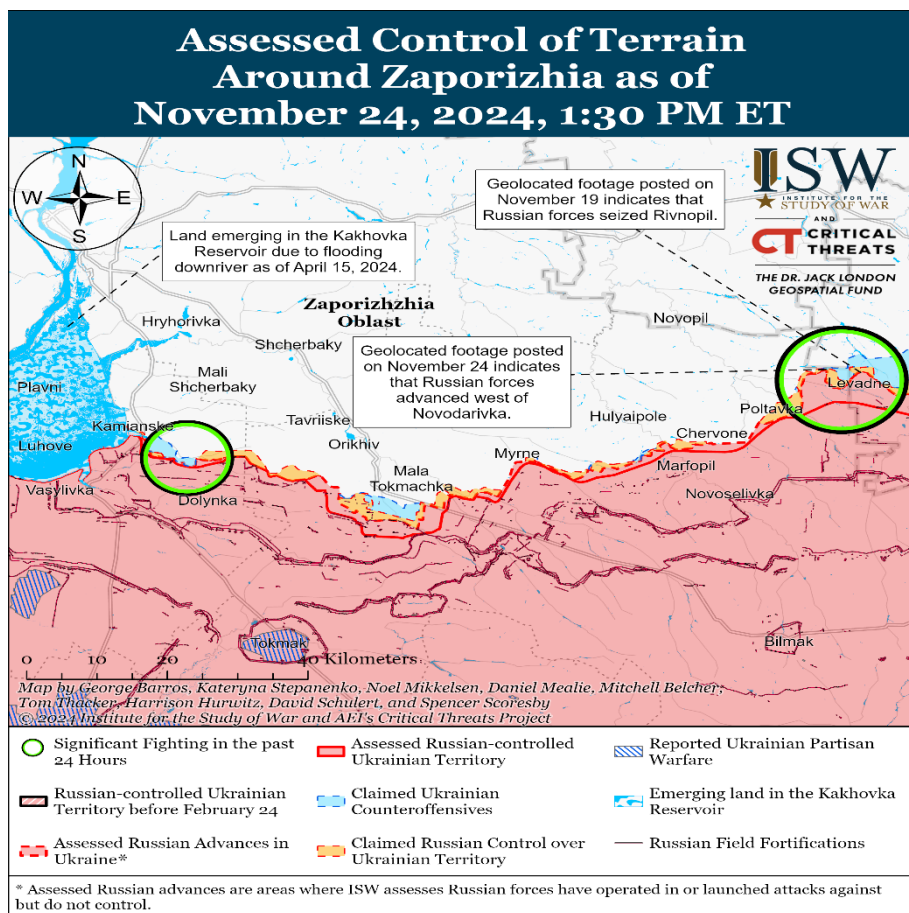 Assessed Control of Terrain
Around Zaporizhia as of
November 24, 2024, 1:30 PM ET
N
W E
S
Geolocated footage posted on
November 19 indicates that
Russian forces seized Rivnopil.
ISW
INSTITUTE FOR THE
STUDY OF WAR
AND
CT CRITICAL
THREATS
THE DR. JACK LONDON
GEOSPATIAL FUND
Land emerging in the Kakhovka
Reservoir due to flooding
downriver as of April 15, 2024.
Zaporizhzhia
Oblast
Hryhorivka
Novopil
Shcherbaky
Geolocated footage posted
on November 24 indicates
that Russian forces
advanced west of
Novodarivka.
Mali
Shcherbaky
Plavni
Levadne
Poltavka
Kamianske
Tavriiske
Hulyaipole
Orikhiv
Chervone
Luhove
Myrne
Mala
Tokmachka
Marfopil
Vasylivka
Dolynka
Novoselivka
Tokmak
Bilmak
0 20 40 Kilometers
Map by George Barros, Kateryna Stepanenko, Noel Mikkelsen, Daniel Mealie, Mitchell Belcher,
Tom Thacker, Harrison Hurwitz, David Schulert, and Spencer Scoresby
© 2024 Institute for the Study of War and AEI's Critical Threats Project
Significant Fighting in the past
24 Hours
Assessed Russian-controlled
Ukrainian Territory
Reported Ukrainian Partisan
Warfare
Russian-controlled Ukrainian
Territory before February 24
Claimed Ukrainian
Counteroffensives
Emerging land in the Kakhovka
Reservoir
Assessed Russian Advances in
Ukraine*
Claimed Russian Control over
Ukrainian Territory
Russian Field Fortifications
* Assessed Russian advances are areas where ISW assesses Russian forces have operated in or launched attacks against
but do not control.